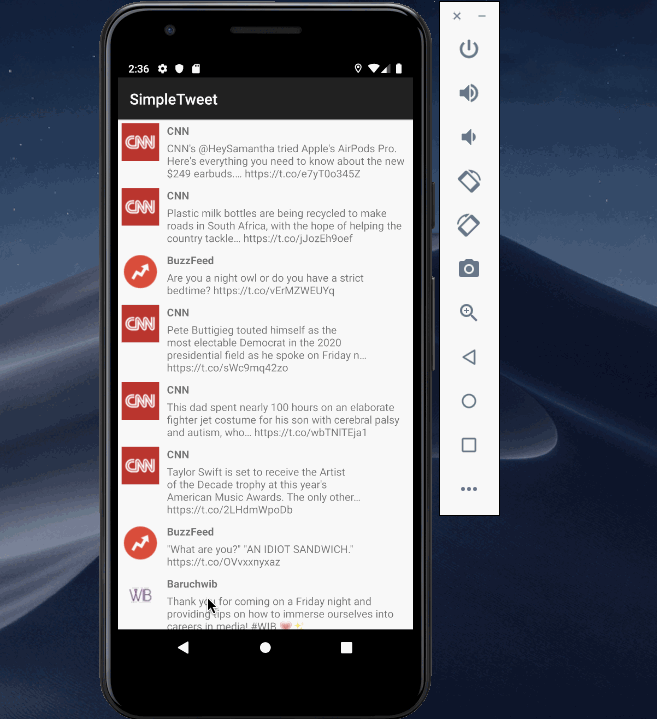 2:36
SimpleTweet
CNN
CNN
CNN's @HeySamantha tried Apple's AirPods Pro.
Here's everything you need to know about the new
$249 earbuds.... https://t.co/e7yT0o345Z
CNN
CNN
Plastic milk bottles are being recycled to make
roads in South Africa, with the hope of helping the
country tackle... https://t.co/jJozEh9oef
BuzzFeed
Are you a night owl or do you have a strict
bedtime? https://t.co/vErMZWEUYq
CNN
CNN
Pete Buttigieg touted himself as the
most electable Democrat in the 2020
presidential field as he spoke on Friday n...
https://t.co/sWc9mq42zo
CNN
CNN
This dad spent nearly 100 hours on an elaborate
fighter jet costume for his son with cerebral palsy
and autism, who... https://t.co/wbTNlTEja1
CNN
CNN
Taylor Swift is set to receive the Artist
of the Decade trophy at this year's
American Music Awards. The only other...
https://t.co/2LHdmWpoDb
BuzzFeed
"What are you?" "AN IDIOT SANDWICH."
https://t.co/OVvxxnyxaz
WIB
Baruchwib
Thank you for coming on a Friday night and
providing tips on how to immerse ourselves into
careers in media! #WIB 💓✨